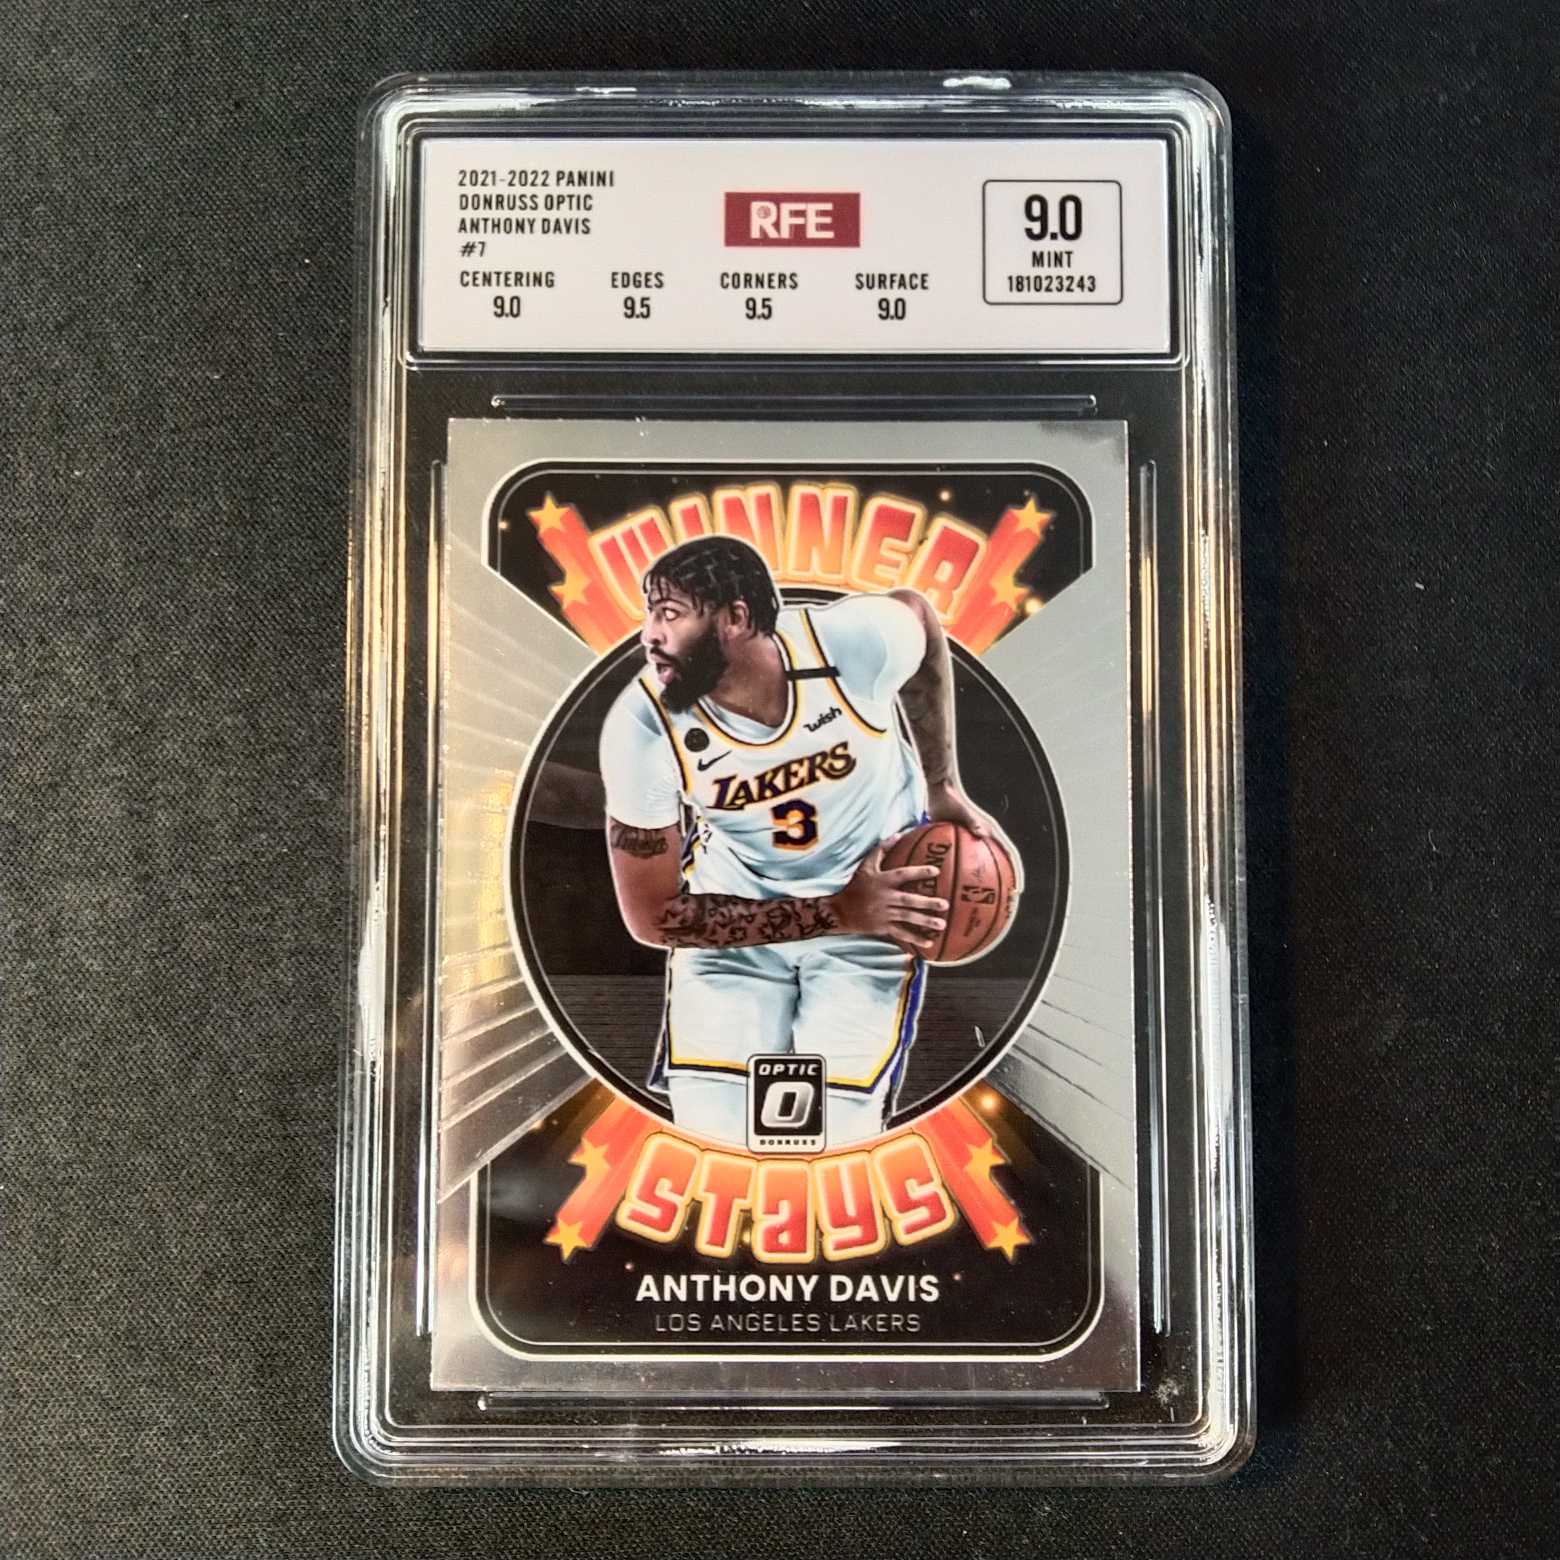 2021-2022 PANINI
DONRUSS OPTIC
ANTHONY DAVIS
#7
RFE
9.0
MINT
181023243
CENTERING EDGES CORNERS SURFACE
9.0 9.5 9.5 9.0
WINNER
wish
LAKERS
3
OPTIC
DONRUSS
STayS
ANTHONY DAVIS
LOS ANGELES LAKERS